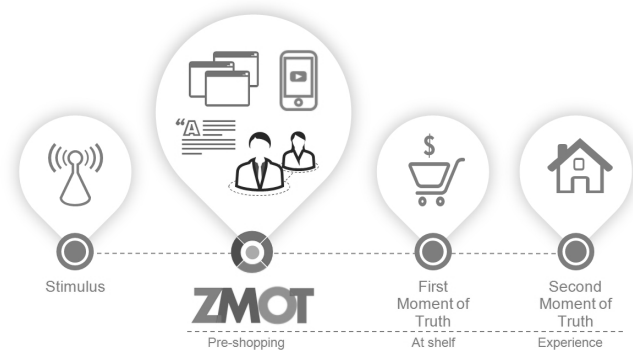 “A
$
Stimulus
ZMOT
First
Moment of
Truth
Second
Moment of
Truth
Pre-shopping
At shelf
Experience